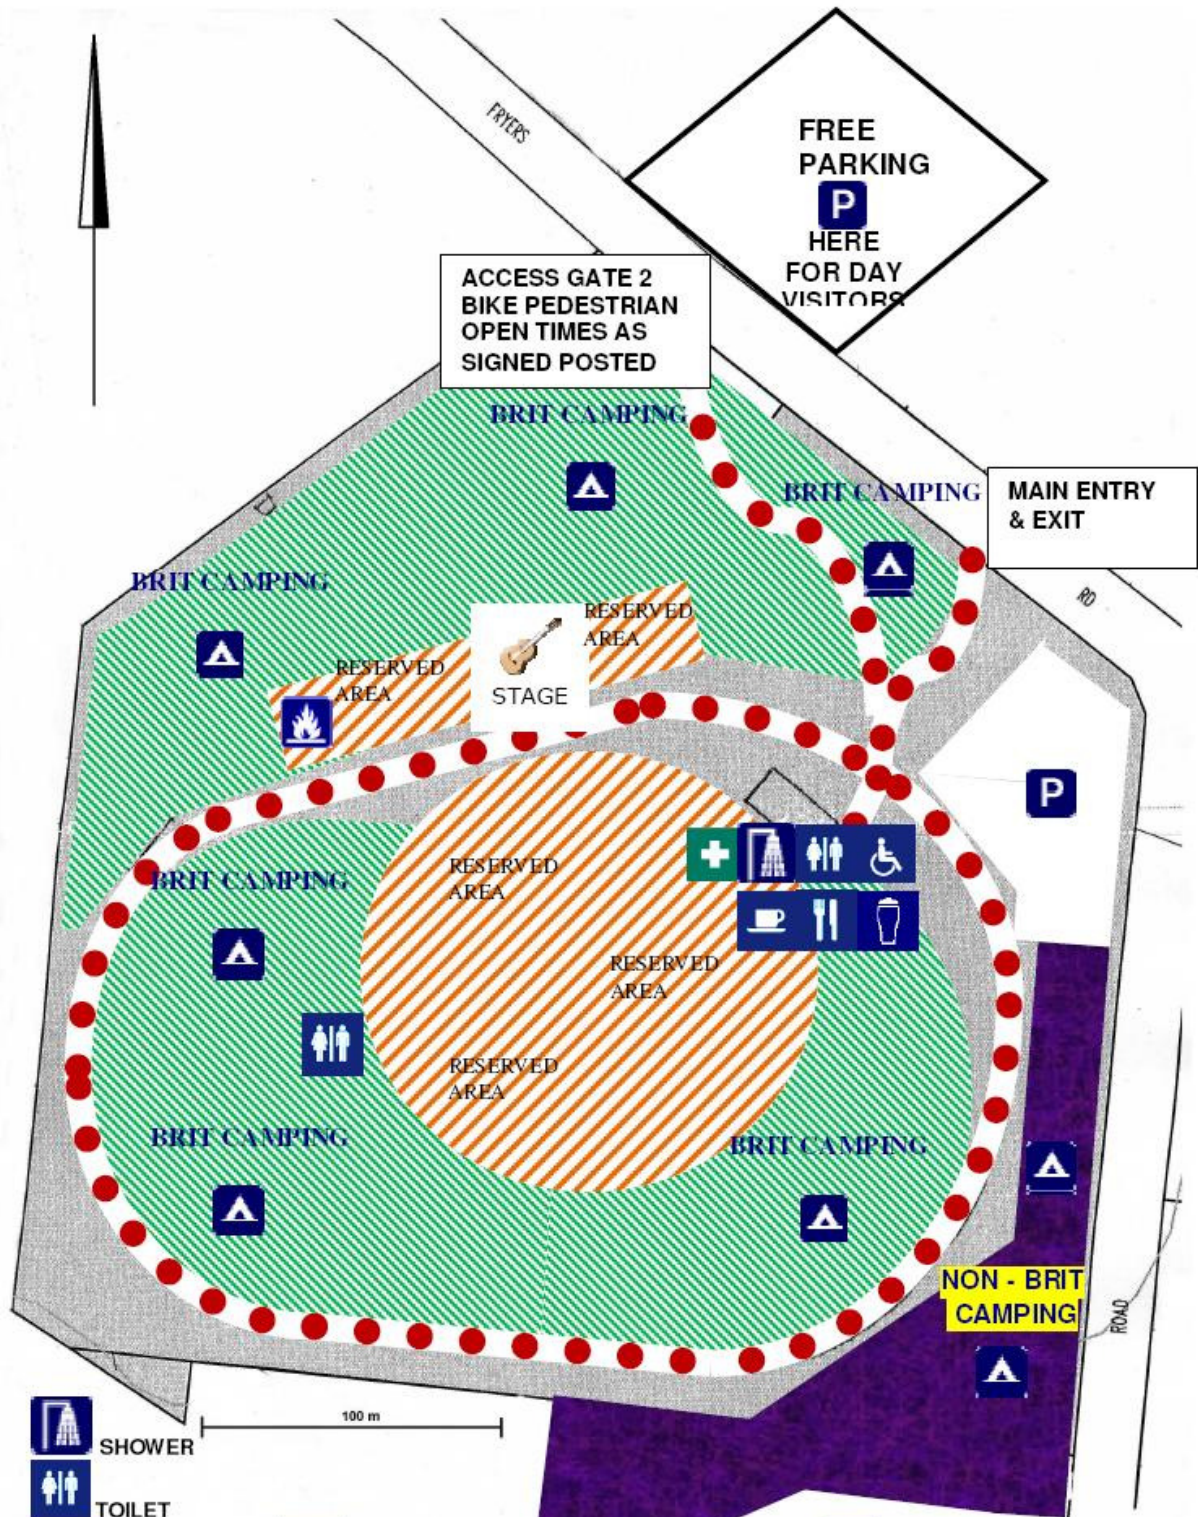 FRYERS
FREE
PARKING
P
HERE
FOR DAY
VISITORS
ACCESS GATE 2
BIKE PEDESTRIAN
OPEN TIMES AS
SIGNED POSTED
BRIT CAMPING
BRIT CAMPING
MAIN ENTRY
& EXIT
BRIT CAMPING
RD
RESERVED
AREA
RESERVED
AREA
STAGE
P
RESERVED
AREA
BRIT CAMPING
RESERVED
AREA
RESERVED
AREA
BRIT CAMPING
BRIT CAMPING
NON - BRIT
CAMPING
ROAD
100 m
SHOWER
TOILET